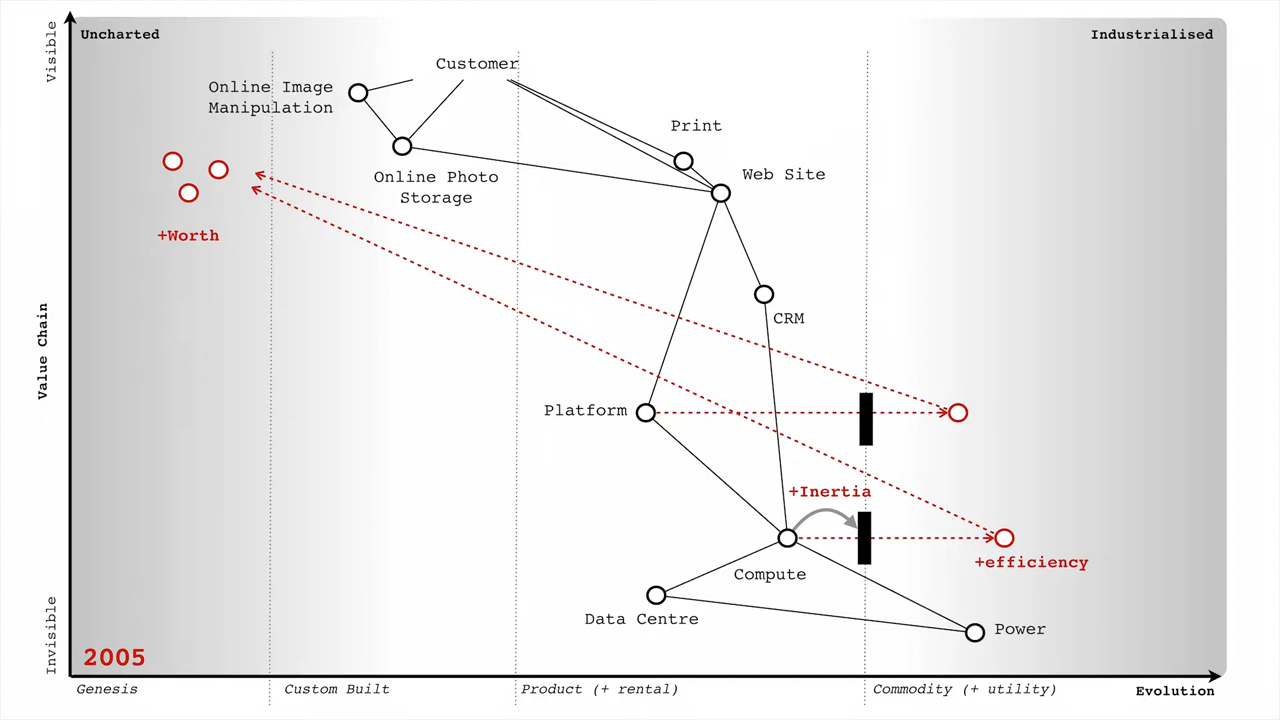 Visible
Uncharted
Industrialised
Customer
Online Image
Manipulation
Print
Online Photo
Storage
Web Site
+Worth
CRM
Value Chain
Platform
+Inertia
+efficiency
Compute
Data Centre
Power
Invisible
2005
Genesis
Custom Built
Product (+ rental)
Commodity (+ utility)
Evolution